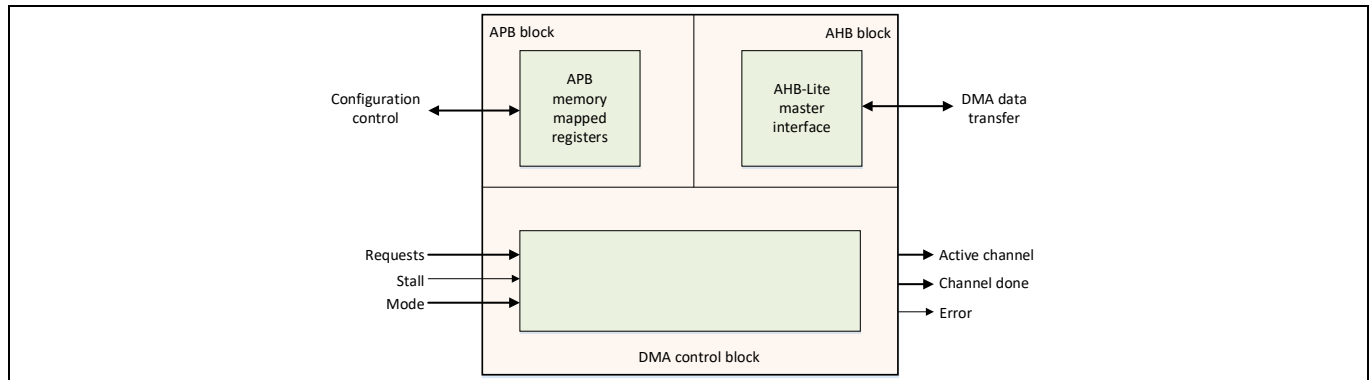 APB block
AHB block
APB
memory
mapped
registers
AHB-Lite
master
interface
Configuration
control
DMA data
transfer
Requests
Stall
Mode
Active channel
Channel done
Error
DMA control block